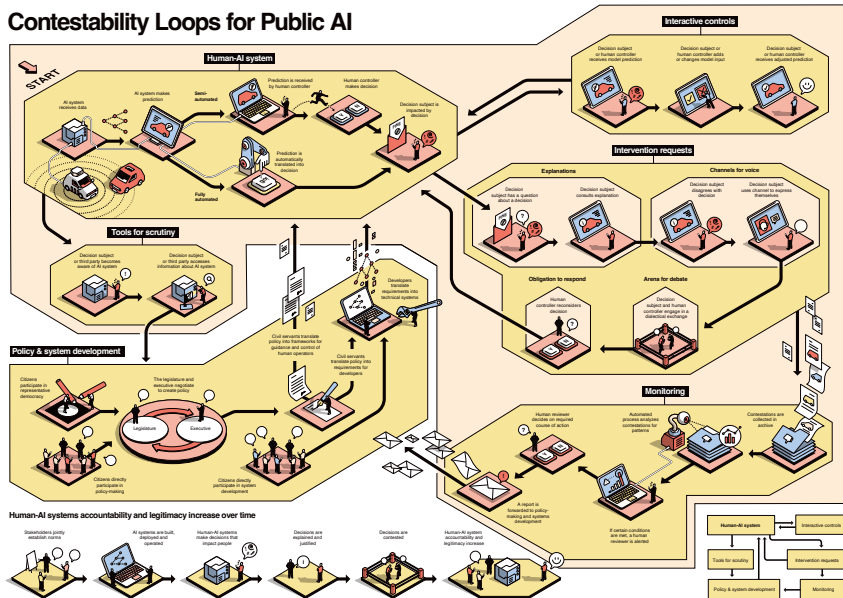 Contestability Loops for Public AI
START
Human-AI system
AI system
receives data
AI system makes
prediction
Semi-
automated
Fully
automated
Prediction is received
by human controller
Human controller
makes decision
Prediction is
automatically
translated into
decision
Decision subject is
impacted by
decision
Interactive controls
Decision subject
or human controller
receives model prediction
Decision subject or
human controller adds
or changes model input
Decision subject or
human controller
receives adjusted prediction
Intervention requests
Explanations
Channels for voice
Decision
subject has a question
about a decision
Decision subject
consults explanation
Decision subject
disagrees with
decision
Decision subject
uses channel to express
themselves
Obligation to respond
Arena for debate
Human
controller reconsiders
decision
Decision
subject and human
controller engage in a
dialectical exchange
Tools for scrutiny
Decision subject
or third party becomes
aware of AI system
Decision subject
or third party accesses
information about AI system
Policy & system development
Citizens
participate in
representative
democracy
The legislature and
executive negotiate
to create policy
Legislature
Executive
Citizens directly
participate in
policy-making
Civil servants translate
policy into frameworks for
guidance and control of
human operators
Civil servants
translate policy into
requirements for
developers
Developers
translate
requirements into
technical systems
Citizens directly
participate in system
development
Monitoring
Human reviewer
decides on required
course of action
Automated
process analyzes
contestations for
patterns
Contestations are
collected in
archive
A report is
forwarded to policy-
making and systems
development
If certain conditions
are met, a human
reviewer is alerted
Human-AI systems accountability and legitimacy increase over time
Stakeholders jointly
establish norms
AI systems are built,
deployed and
operated
Human-AI systems
make decisions that
impact people
Decisions are
explained and
justified
Decisions are
contested
Human-AI system
accountability and
legitimacy increase
Human-AI system
Interactive controls
Tools for scrutiny
Intervention requests
Policy & system development
Monitoring